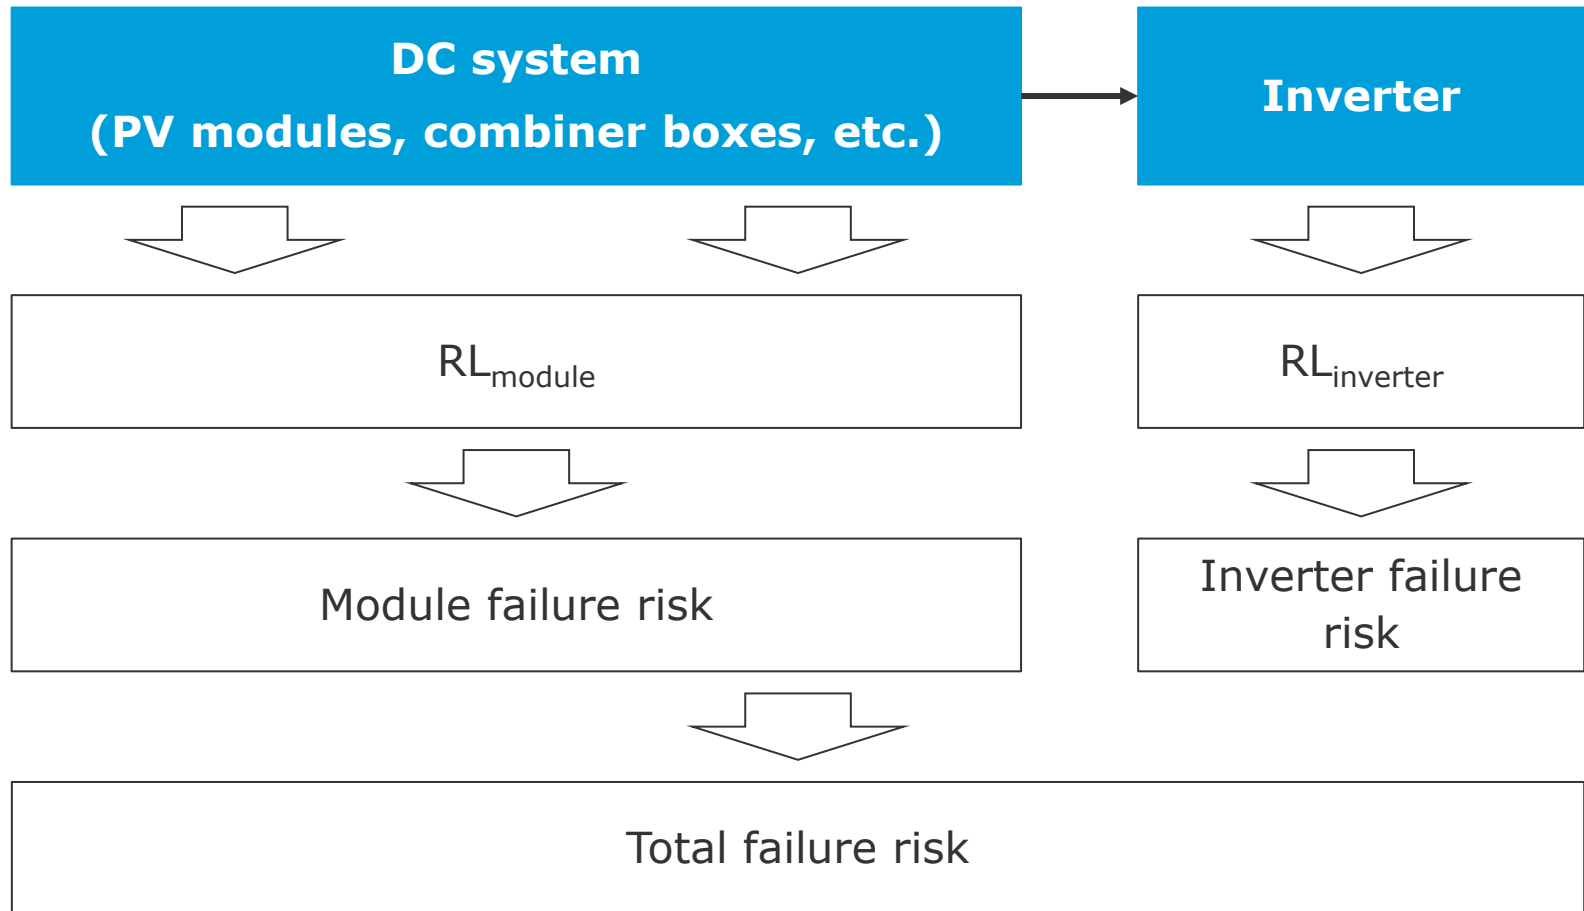 DC system
(PV modules, combiner boxes, etc.)
Inverter
RLmodule
RLinverter
Module failure risk
Inverter failure
risk
Total failure risk